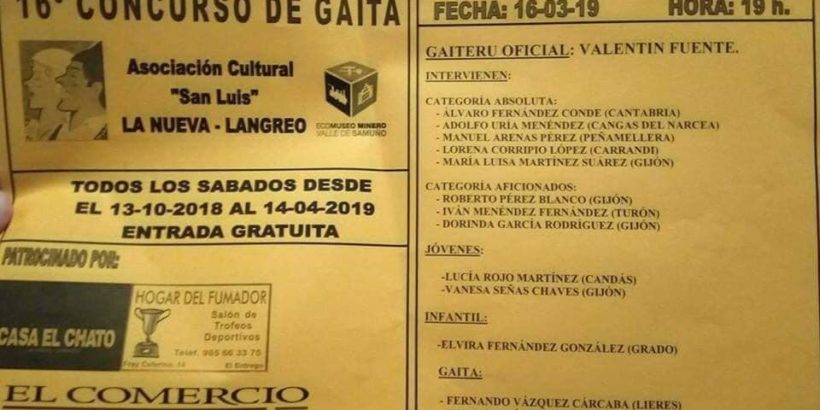 16º CONCURSO DE GAITA
Asociación Cultural
"San Luis"
LA NUEVA - LANGREO
ECOMUSEO MINERO
VALLE DE SAMUÑO
TODOS LOS SABADOS DESDE
EL 13-10-2018 AL 14-04-2019
ENTRADA GRATUITA
PATROCINADO POR:
CASA EL CHATO
HOGAR DEL FUMADOR
Salón de
Trofeos
Deportivos
Telef. 985 66 33 75
Fray Ceferino, 14 El Entrego
EL COMERCIO
FECHA: 16-03-19 HORA: 19 h.
GAITERU OFICIAL: VALENTIN FUENTE.
INTERVIENEN:
CATEGORÍA ABSOLUTA:
- ÁLVARO FERNÁNDEZ CONDE (CANTABRIA)
- ADOLFO URÍA MENÉNDEZ (CANGAS DEL NARCEA)
- MANUEL ARENAS PÉREZ (PEÑAMELLERA)
- LORENA CORRIPIO LÓPEZ (CARRANDI)
- MARÍA LUISA MARTÍNEZ SUÁREZ (GIJÓN)
CATEGORÍA AFICIONADOS:
- ROBERTO PÉREZ BLANCO (GIJÓN)
- IVÁN MENÉNDEZ FERNÁNDEZ (TURÓN)
- DORINDA GARCÍA RODRÍGUEZ (GIJÓN)
JÓVENES:
-LUCÍA ROJO MARTÍNEZ (CANDÁS)
-VANESA SEÑAS CHAVES (GIJÓN)
INFANTIL:
-ELVIRA FERNÁNDEZ GONZÁLEZ (GRADO)
GAITA:
- FERNANDO VÁZQUEZ CÁRCABA (LIERES)